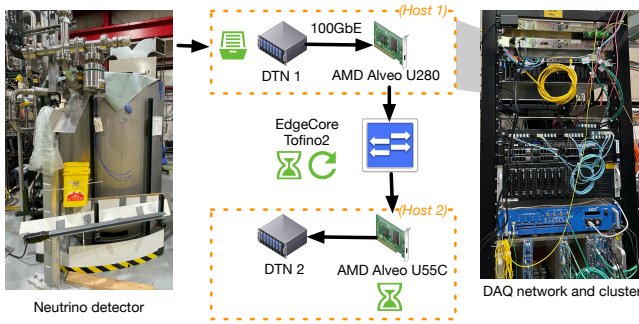 (Host 1)
100GbE
DTN 1
AMD Alveo U280
EdgeCore
Tofino2
(Host 2)
DTN 2
AMD Alveo U55C
Neutrino detector
DAQ network and cluster